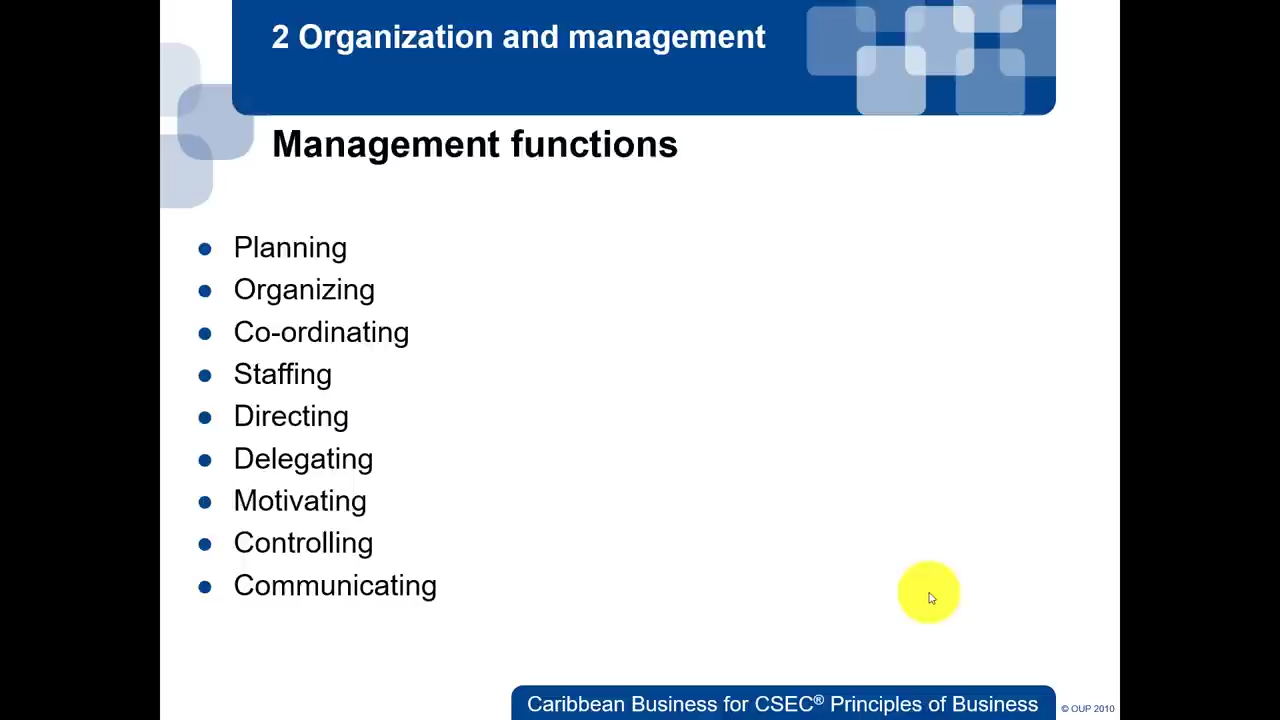 2 Organization and management
Management functions
● Planning
● Organizing
● Co-ordinating
● Staffing
● Directing
● Delegating
● Motivating
● Controlling
● Communicating
Caribbean Business for CSEC® Principles of Business
© OUP 2010